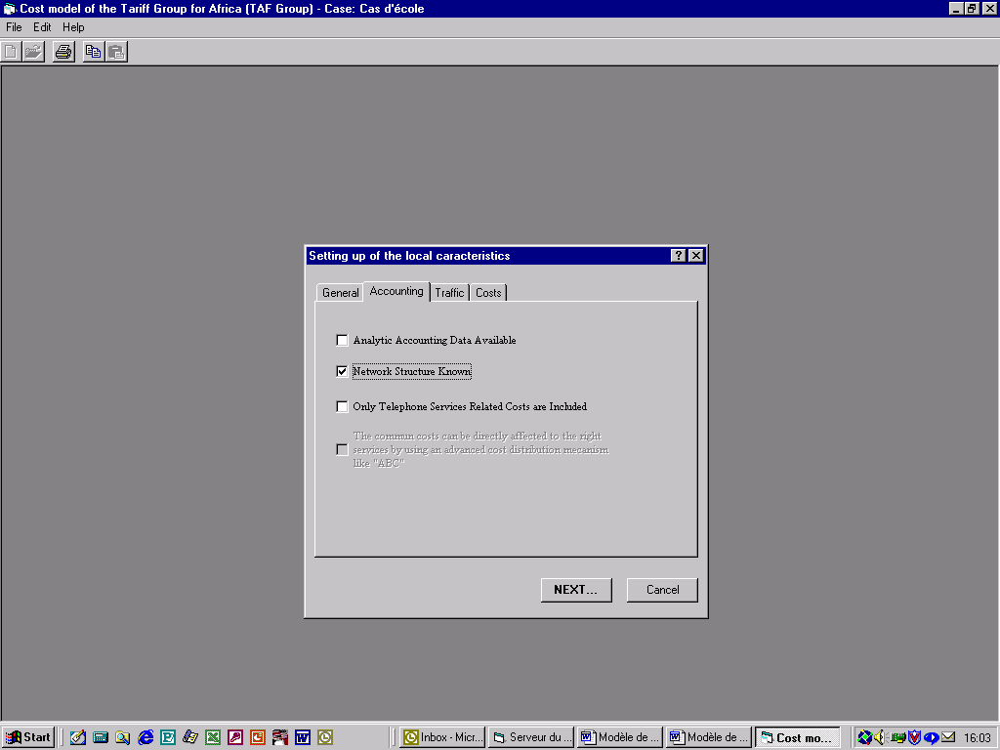 Cost model of the Tariff Group for Africa (TAF Group) - Case: Cas d'école
File Edit Help
Setting up of the local caracteristics
General Accounting Traffic Costs
Analytic Accounting Data Available
Network Structure Known
Only Telephone Services Related Costs are Included
The commun costs can be directly affected to the right
services by using an advanced cost distribution mecanism
like "ABC"
NEXT... Cancel
Start Inbox - Micr... Serveur du ... Modèle de ... Modèle de ... Cost mo... 16:03